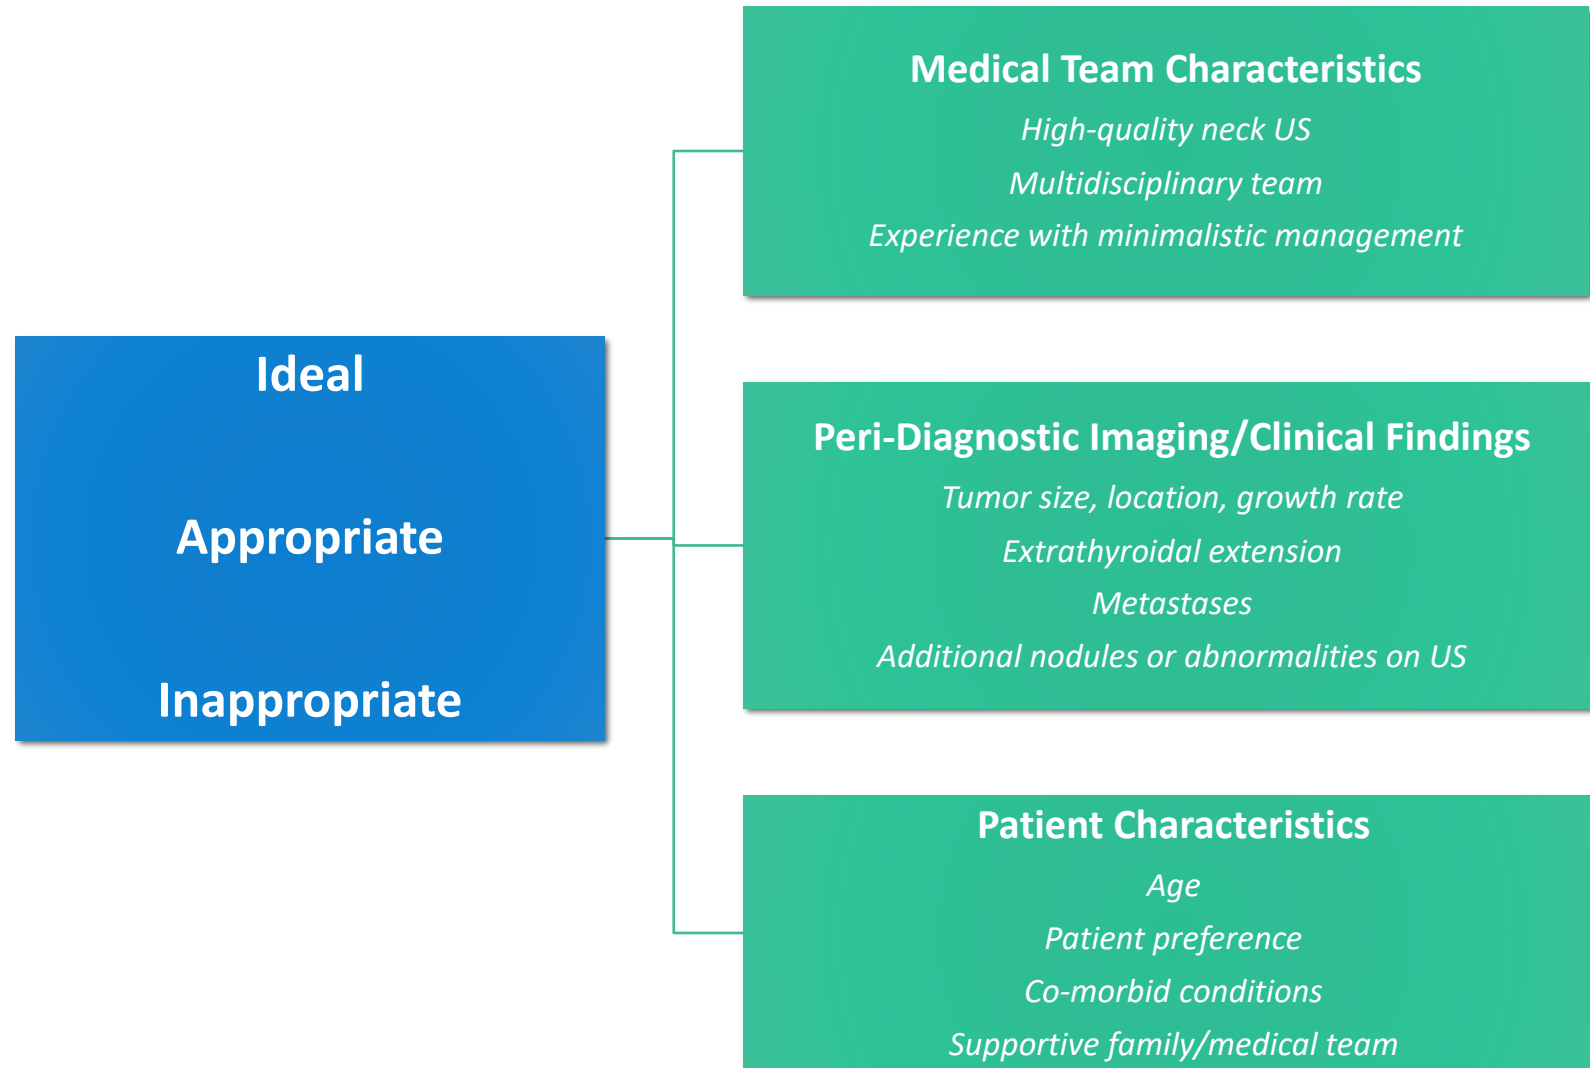 Ideal
Appropriate
Inappropriate
Medical Team Characteristics
High-quality neck US
Multidisciplinary team
Experience with minimalistic management
Peri-Diagnostic Imaging/Clinical Findings
Tumor size, location, growth rate
Extrathyroidal extension
Metastases
Additional nodules or abnormalities on US
Patient Characteristics
Age
Patient preference
Co-morbid conditions
Supportive family/medical team